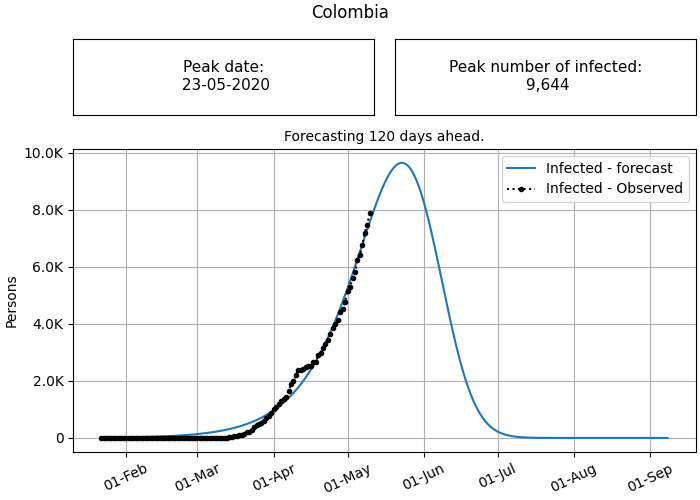 Colombia
Peak date:
23-05-2020
Peak number of infected:
9,644
Forecasting 120 days ahead.
Infected - forecast
Infected - Observed
Persons
10.0K
8.0K
6.0K
4.0K
2.0K
0
01-Feb
01-Mar
01-Apr
01-May
01-Jun
01-Jul
01-Aug
01-Sep